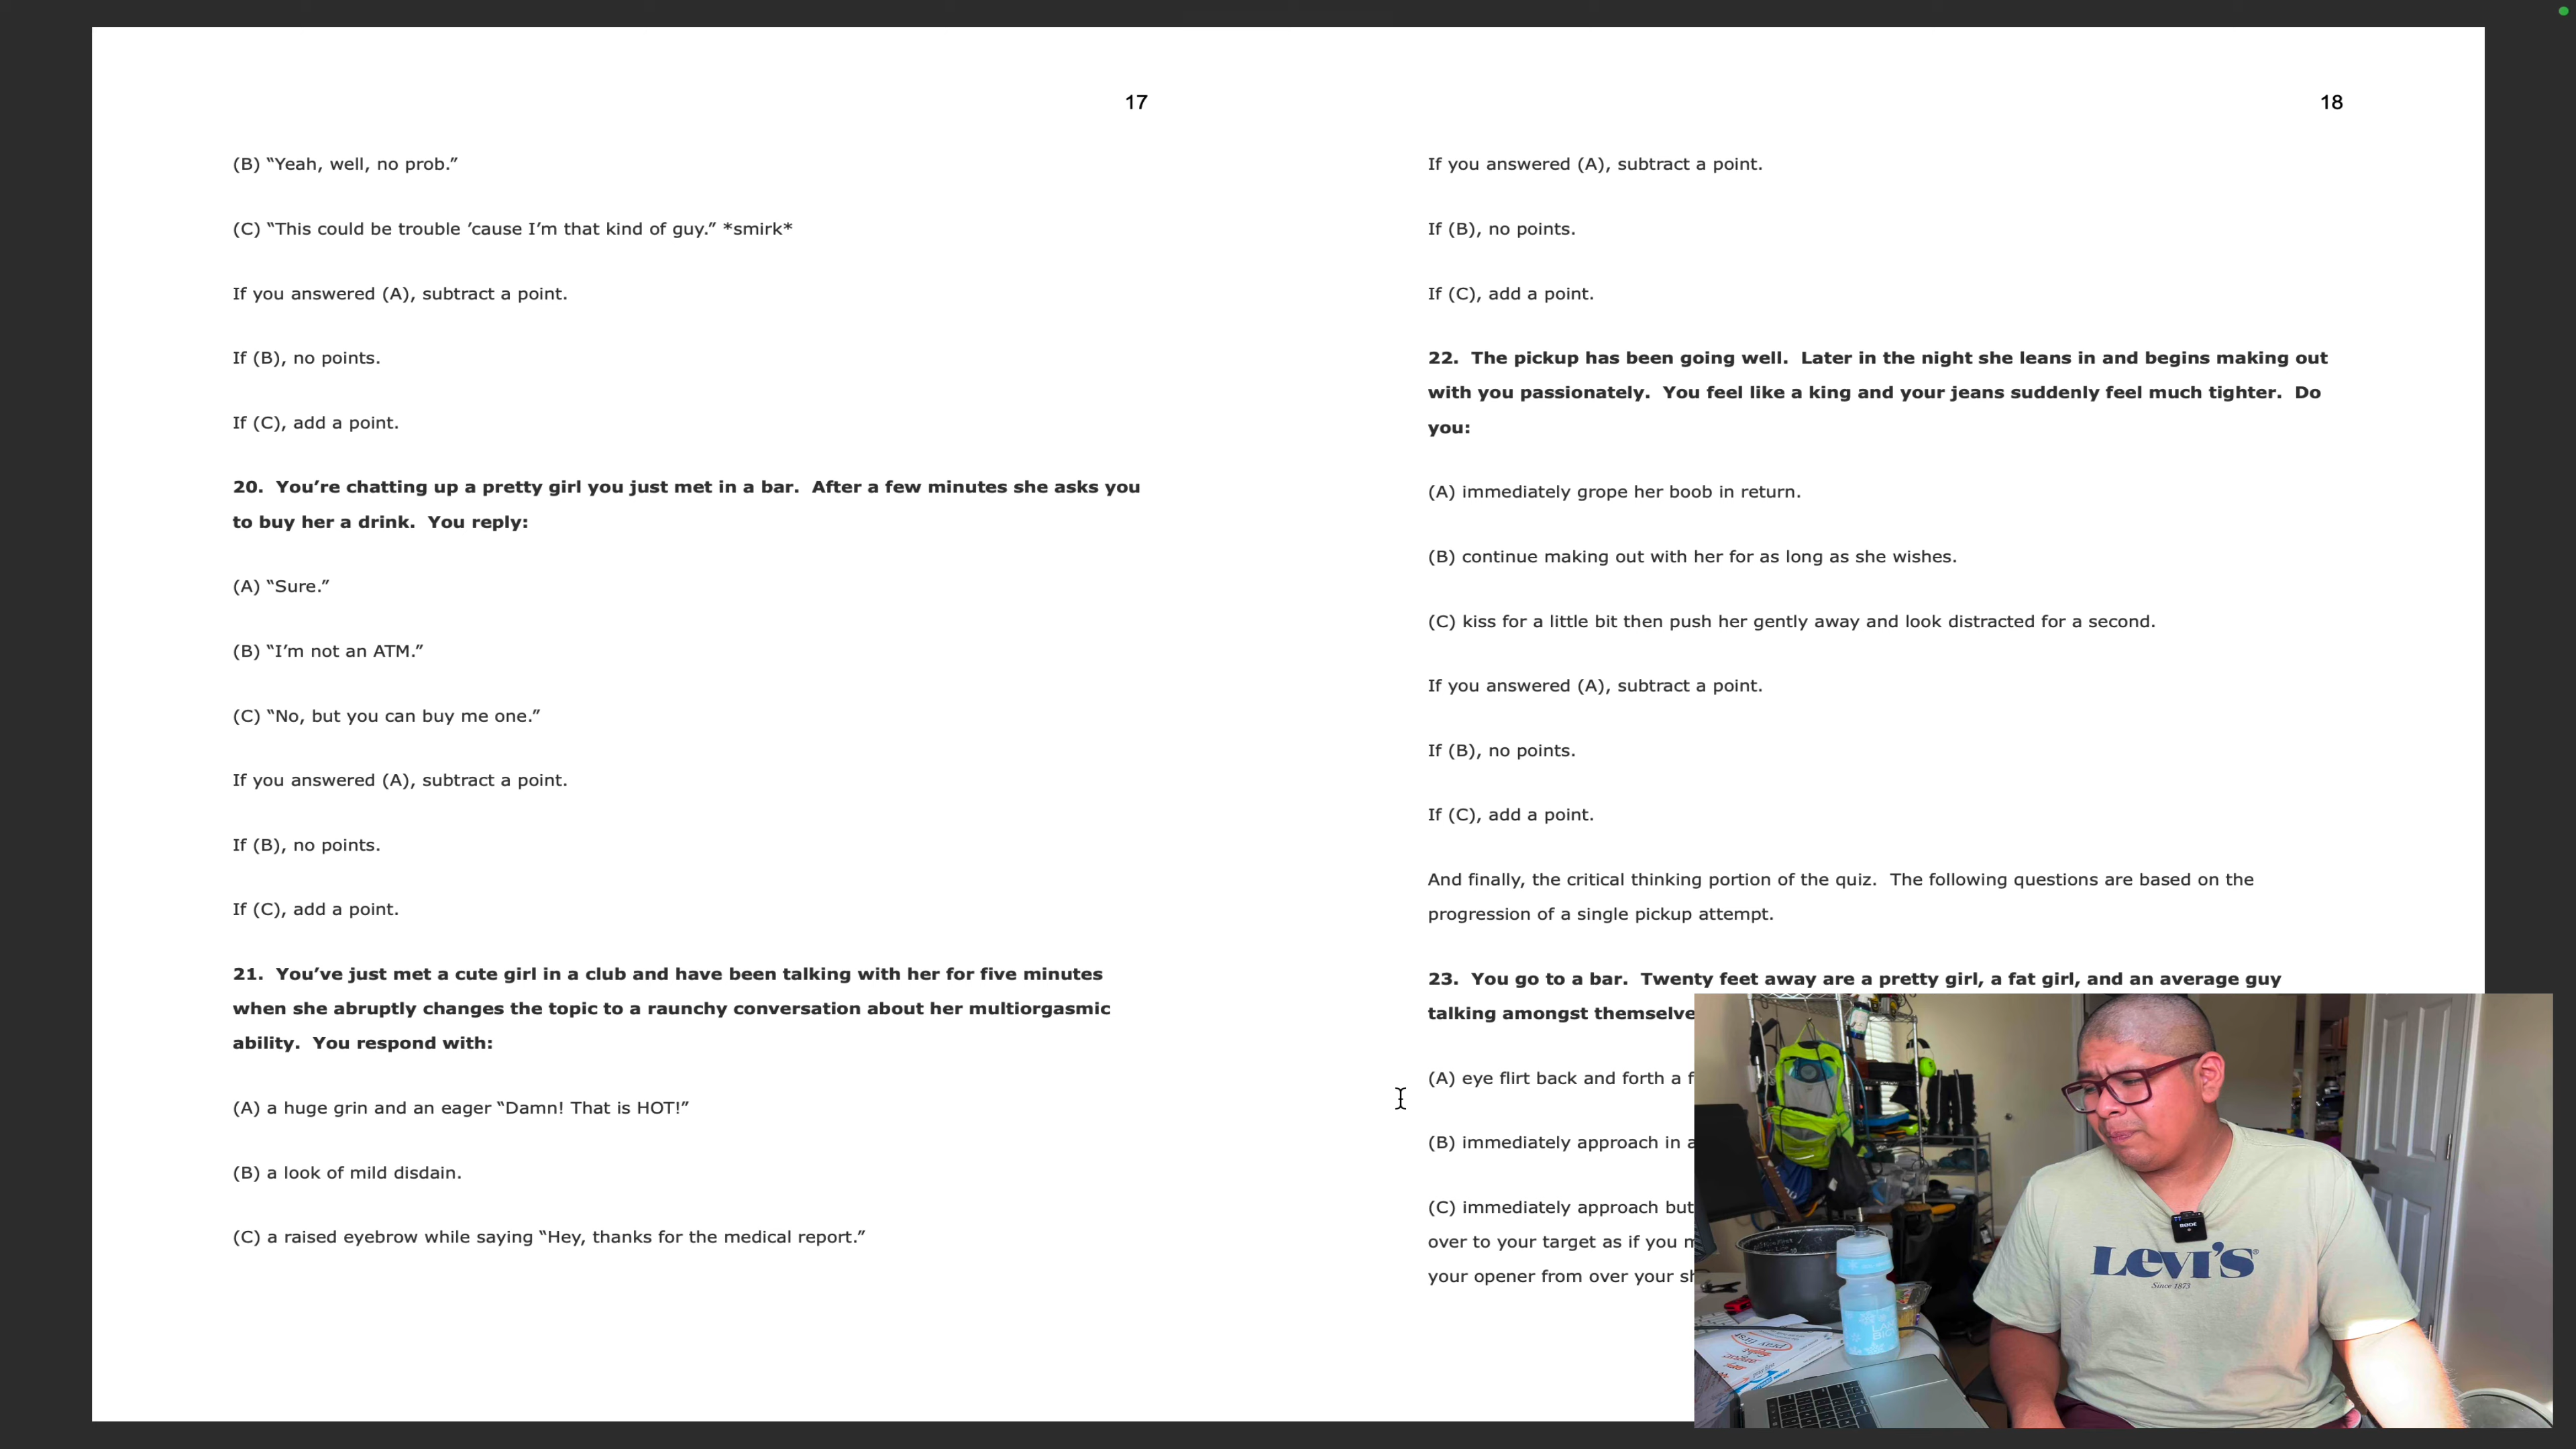 17
(B) “Yeah, well, no prob.”
(C) “This could be trouble ’cause I’m that kind of guy.” *smirk*
If you answered (A), subtract a point.
If (B), no points.
If (C), add a point.
20.  You’re chatting up a pretty girl you just met in a bar.  After a few minutes she asks you
to buy her a drink.  You reply:
(A) “Sure.”
(B) “I’m not an ATM.”
(C) “No, but you can buy me one.”
If you answered (A), subtract a point.
If (B), no points.
If (C), add a point.
21.  You’ve just met a cute girl in a club and have been talking with her for five minutes
when she abruptly changes the topic to a raunchy conversation about her multiorgasmic
ability.  You respond with:
(A) a huge grin and an eager “Damn! That is HOT!”
(B) a look of mild disdain.
(C) a raised eyebrow while saying “Hey, thanks for the medical report.”
18
If you answered (A), subtract a point.
If (B), no points.
If (C), add a point.
22.  The pickup has been going well.  Later in the night she leans in and begins making out
with you passionately.  You feel like a king and your jeans suddenly feel much tighter.  Do
you:
(A) immediately grope her boob in return.
(B) continue making out with her for as long as she wishes.
(C) kiss for a little bit then push her gently away and look distracted for a second.
If you answered (A), subtract a point.
If (B), no points.
If (C), add a point.
And finally, the critical thinking portion of the quiz.  The following questions are based on the
progression of a single pickup attempt.
23.  You go to a bar.  Twenty feet away are a pretty girl, a fat girl, and an average guy
talking amongst themselve
(A) eye flirt back and forth a
(B) immediately approach in
(C) immediately approach but
over to your target as if you
your opener from over your
RODE
LEVI’S®
Since 1873